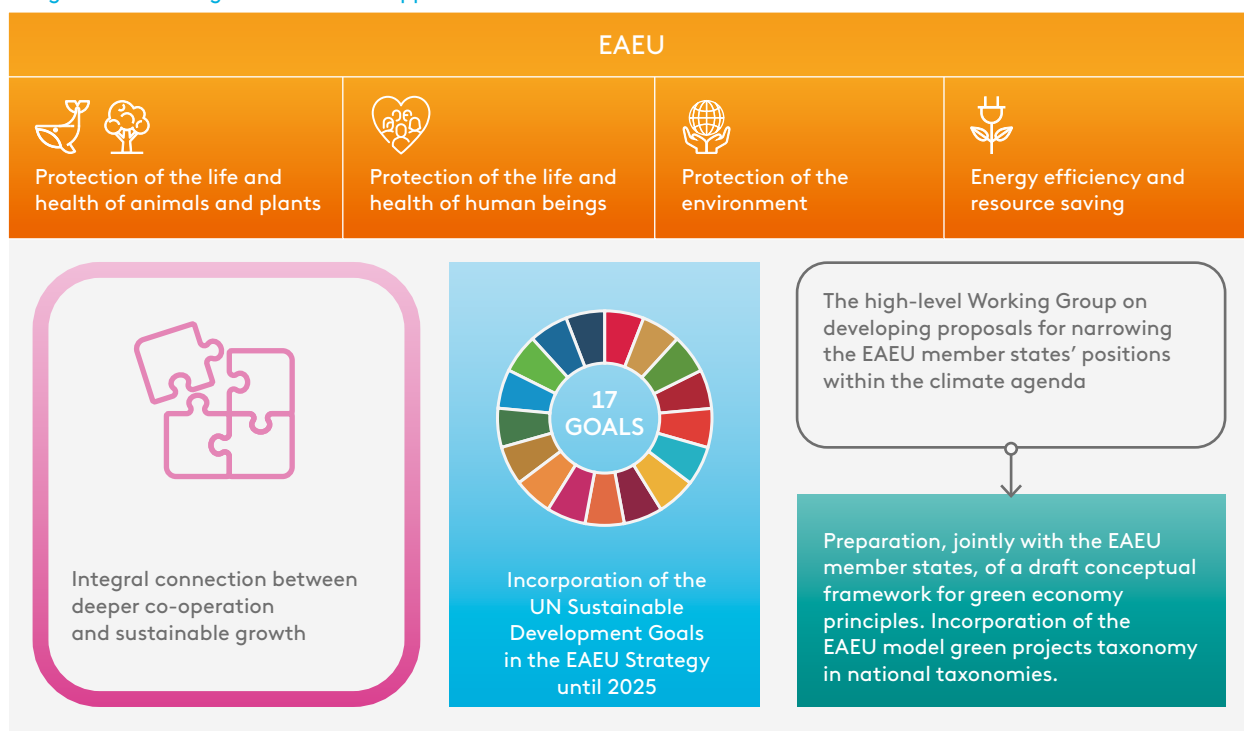 EAEU
Protection of the life and
health of animals and plants
Protection of the life and
health of human beings
Protection of the
environment
Energy efficiency and
resource saving
Integral connection between
deeper co-operation
and sustainable growth
17
GOALS
Incorporation of the
UN Sustainable
Development Goals
in the EAEU Strategy
until 2025
The high-level Working Group on
developing proposals for narrowing
the EAEU member states’ positions
within the climate agenda
Preparation, jointly with the EAEU
member states, of a draft conceptual
framework for green economy
principles. Incorporation of the
EAEU model green projects taxonomy
in national taxonomies.